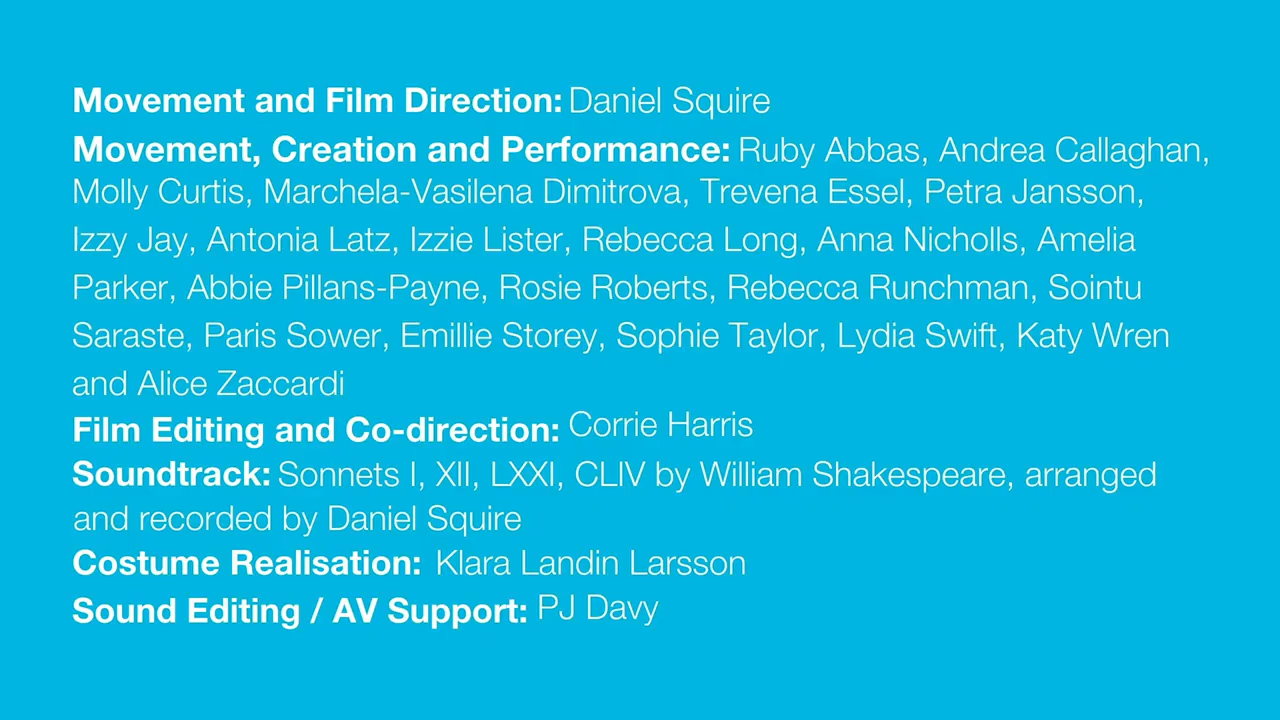 Movement and Film Direction: Daniel Squire
Movement, Creation and Performance: Ruby Abbas, Andrea Callaghan,
Molly Curtis, Marchela-Vasilena Dimitrova, Trevena Essel, Petra Jansson,
Izzy Jay, Antonia Latz, Izzie Lister, Rebecca Long, Anna Nicholls, Amelia
Parker, Abbie Pillans-Payne, Rosie Roberts, Rebecca Runchman, Sointu
Saraste, Paris Sower, Emillie Storey, Sophie Taylor, Lydia Swift, Katy Wren
and Alice Zaccardi
Film Editing and Co-direction: Corrie Harris
Soundtrack: Sonnets I, XII, LXXI, CLIV by William Shakespeare, arranged
and recorded by Daniel Squire
Costume Realisation: Klara Landin Larsson
Sound Editing / AV Support: PJ Davy